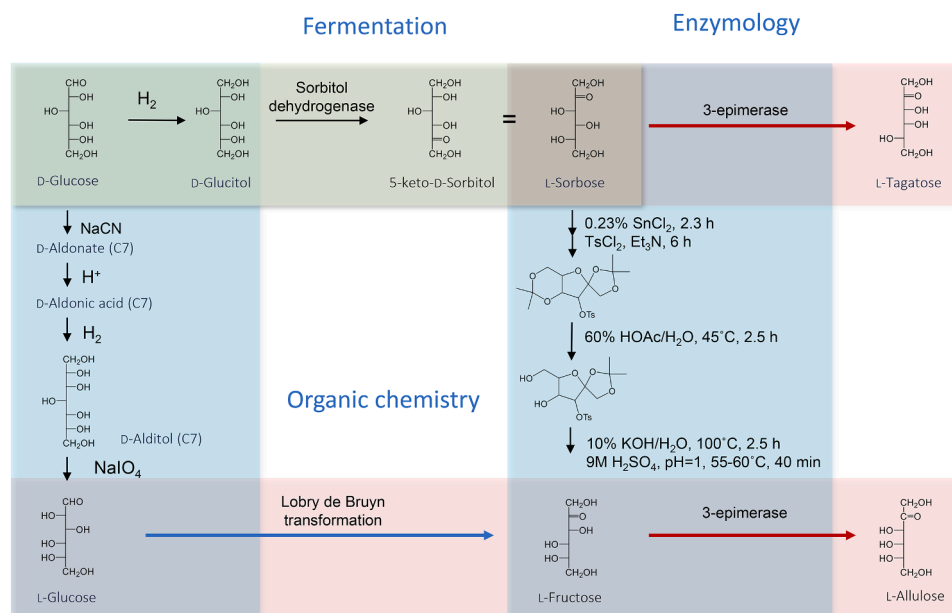 Fermentation
Enzymology
CHO
OH
HO
OH
OH
CH₂OH
D-Glucose
H₂
CH₂OH
OH
HO
OH
OH
CH₂OH
D-Glucitol
Sorbitol
dehydrogenase
CH₂OH
OH
HO
OH
O
CH₂OH
5-keto-D-Sorbitol
=
CH₂OH
O
HO
OH
HO
CH₂OH
L-Sorbose
3-epimerase
CH₂OH
O
OH
OH
HO
CH₂OH
L-Tagatose
NaCN
D-Aldonate (C7)
H⁺
D-Aldonic acid (C7)
H₂
CH₂OH
OH
OH
HO
OH
OH
CH₂OH
D-Alditol (C7)
NaIO₄
0.23% SnCl₂, 2.3 h
TsCl₂, Et₃N, 6 h
O
O
O
O
O
OTs
60% HOAc/H₂O, 45˚C, 2.5 h
HO
O
O
O
HO
OTs
10% KOH/H₂O, 100˚C, 2.5 h
9M H₂SO₄, pH=1, 55-60˚C, 40 min
Organic chemistry
CHO
HO
OH
HO
HO
CH₂OH
L-Glucose
Lobry de Bruyn
transformation
CH₂OH
O
OH
HO
HO
CH₂OH
L-Fructose
3-epimerase
CH₂OH
C=O
HO
HO
HO
CH₂OH
L-Allulose